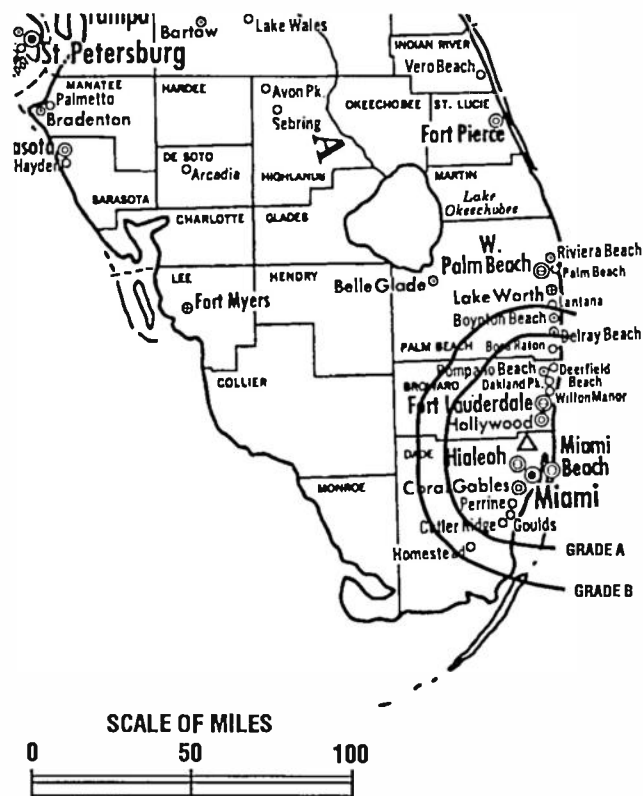 Tampa
Bartow
Lake Wales
St. Petersburg
INDIAN RIVER
Vero Beach
MANATEE
HARDEE
Avon Pk.
OKEECHOBEE
ST. LUCIE
Palmetto
Bradenton
Sebring
Fort Pierce
A
asota
Hayden
DE SOTO
Arcadia
HIGHLANDS
MARTIN
SARASOTA
Lake
Okeechobee
CHARLOTTE
GLADES
W.
Palm Beach
Riviera Beach
Palm Beach
LEE
HENDRY
Belle Glade
Fort Myers
Lake Worth
Lantana
Boynton Beach
Delray Beach
PALM BEACH
Boca Raton
COLLIER
Pompano Beach
Deerfield
Beach
BROWARD
Oakland Pk.
Wilton Manor
Fort Lauderdale
Hollywood
DADE
Hialeah
Miami
Beach
MONROE
Coral Gables
Miami
Perrine
Cutler Ridge
Goulds
Homestead
GRADE A
GRADE B
SCALE OF MILES
0 50 100